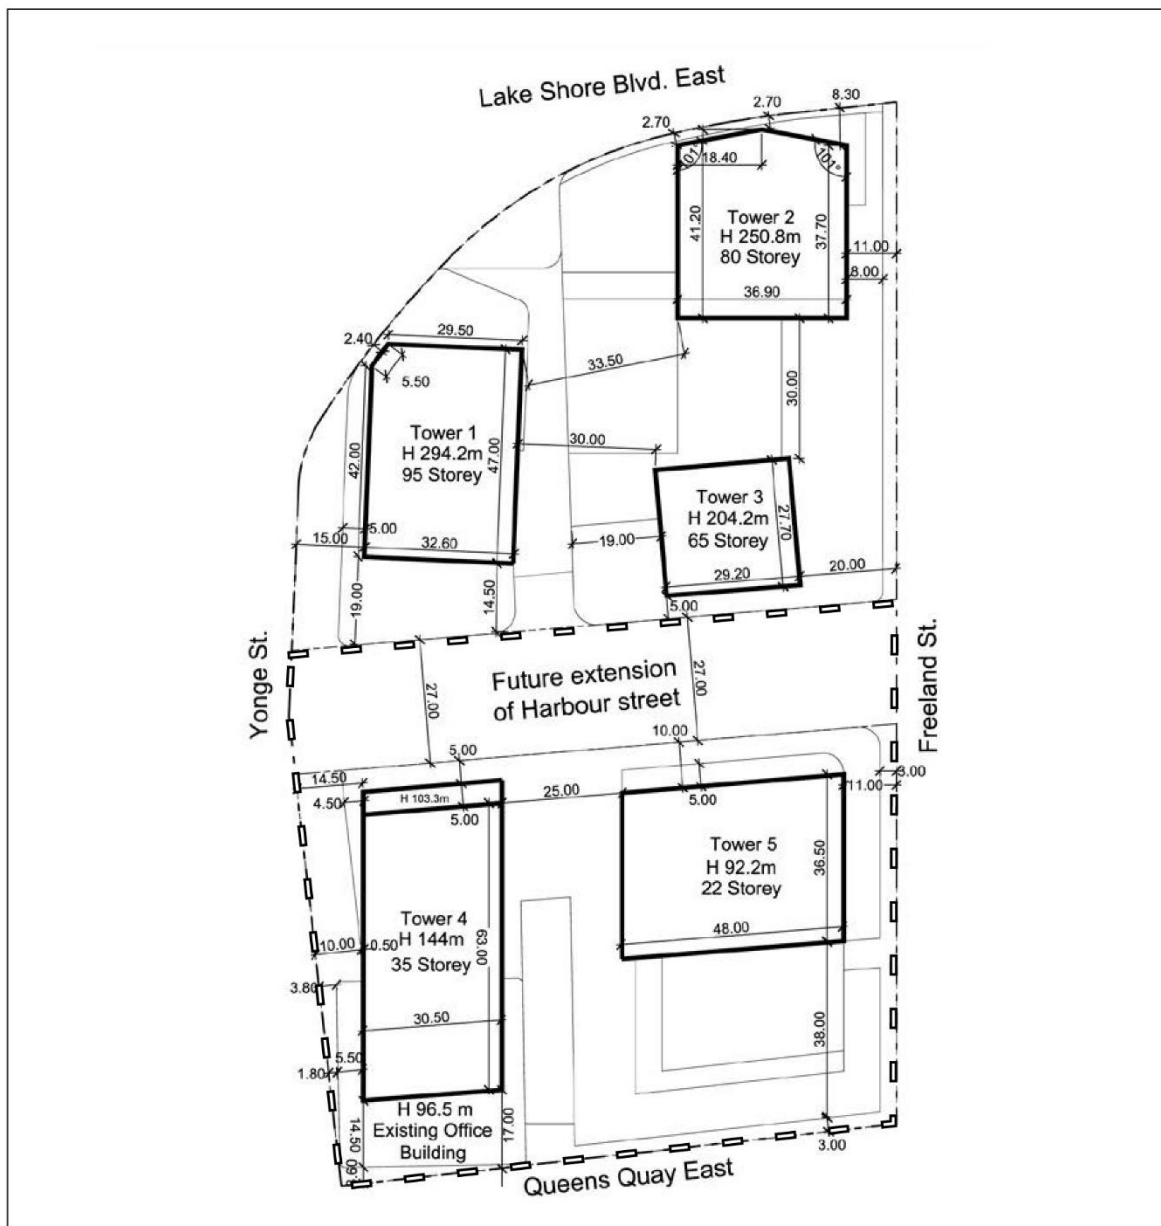 Lake Shore Blvd. East
2.70
2.70
8.30
101°
18.40
101°
41.20
Tower 2
H 250.8m
80 Storey
37.70
11.00
8.00
36.90
29.50
2.40
5.50
33.50
30.00
Tower 1
H 294.2m
95 Storey
42.00
47.00
30.00
5.00
15.00
32.60
19.00
14.50
Tower 3
H 204.2m
65 Storey
27.70
19.00
29.20
20.00
5.00
Yonge St.
Future extension
of Harbour street
27.00
27.00
Freeland St.
14.50
5.00
10.00
3.00
4.50
H 103.3m
5.00
25.00
5.00
11.00
Tower 5
H 92.2m
22 Storey
36.50
48.00
Tower 4
H 144m
35 Storey
63.00
10.00
0.50
3.80
30.50
38.00
5.50
1.80
H 96.5 m
Existing Office
Building
14.50
17.00
3.00
Queens Quay East